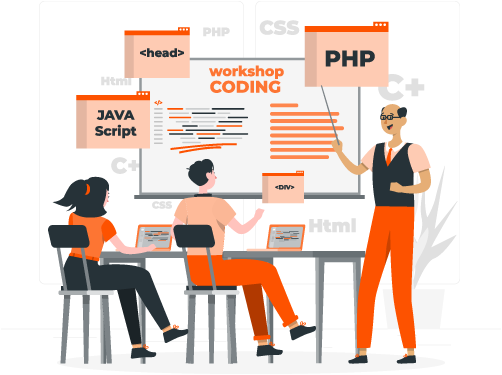 PHP
CSS
<head>
PHP
workshop
CODING
Html
C+
JAVA
Script
</>
C+
<DIV>
CSS
Html